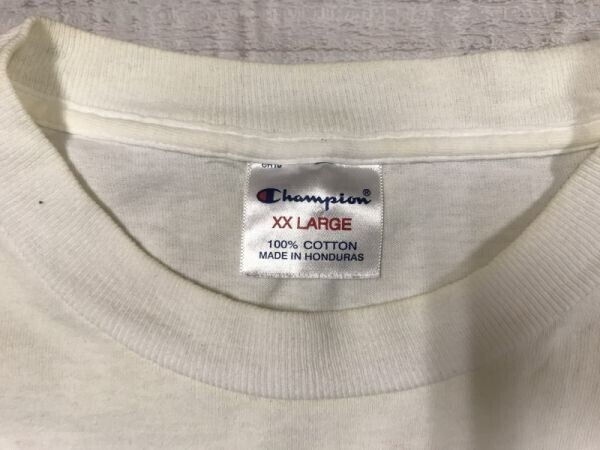 Champion®
XX LARGE
100% COTTON
MADE IN HONDURAS